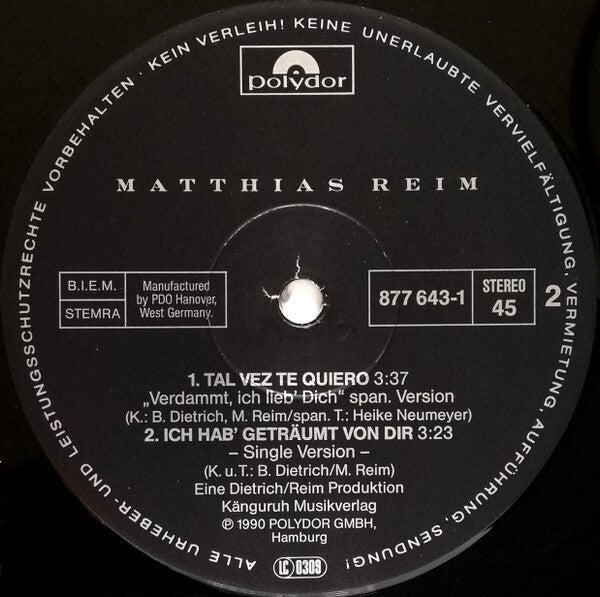 ALLE URHEBER- UND LEISTUNGSSCHUTZRECHTE VORBEHALTEN · KEIN VERLEIH! KEINE UNERLAUBTE VERVIELFÄLTIGUNG, VERMIETUNG, AUFFÜHRUNG, SENDUNG!
polydor
MATTHIAS REIM
B.I.E.M.
STEMRA
Manufactured
by PDO Hanover,
West Germany.
877 643-1
STEREO
45
2
1. TAL VEZ TE QUIERO 3:37
„Verdammt, ich lieb' Dich“ span. Version
(K.: B. Dietrich, M. Reim/span. T.: Heike Neumeyer)
2. ICH HAB' GETRÄUMT VON DIR 3:23
– Single Version –
(K. u.T.: B. Dietrich/M. Reim)
Eine Dietrich/Reim Produktion
Känguruh Musikverlag
℗ 1990 POLYDOR GMBH,
Hamburg
LC 0309